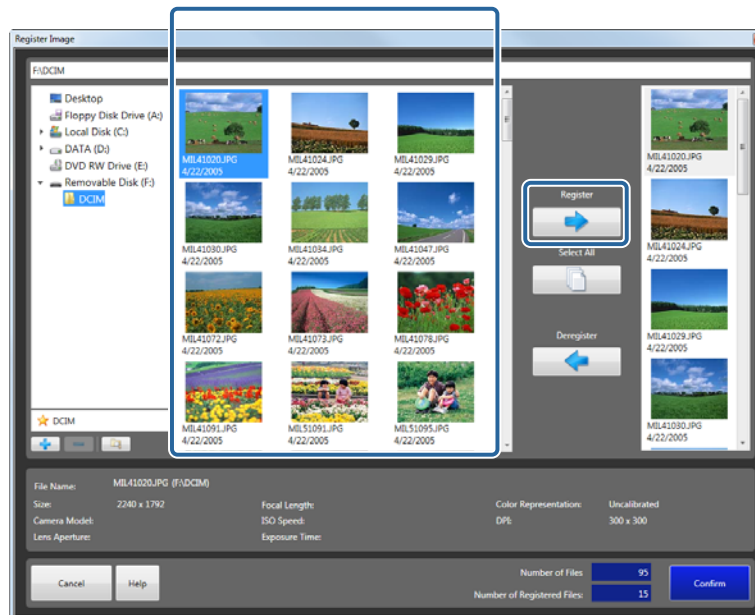 Register Image
F:\DCIM
Desktop
Floppy Disk Drive (A:)
Local Disk (C:)
DATA (D:)
DVD RW Drive (E:)
Removable Disk (F:)
DCIM
DCIM
MIL41020.JPG
4/22/2005
MIL41024.JPG
4/22/2005
MIL41029.JPG
4/22/2005
MIL41030.JPG
4/22/2005
MIL41034.JPG
4/22/2005
MIL41047.JPG
4/22/2005
MIL41072.JPG
4/22/2005
MIL41073.JPG
4/22/2005
MIL41078.JPG
4/22/2005
MIL41091.JPG
4/22/2005
MIL51091.JPG
4/22/2005
MIL51095.JPG
4/22/2005
Register
Select All
Deregister
MIL41020.JPG
4/22/2005
MIL41024.JPG
4/22/2005
MIL41029.JPG
4/22/2005
MIL41030.JPG
4/22/2005
File Name: MIL41020.JPG (F:\DCIM)
Size: 2240 x 1792 Focal Length: Color Representation: Uncalibrated
Camera Model: ISO Speed: DPI: 300 x 300
Lens Aperture: Exposure Time:
Cancel
Help
Number of Files 95
Number of Registered Files: 15
Confirm